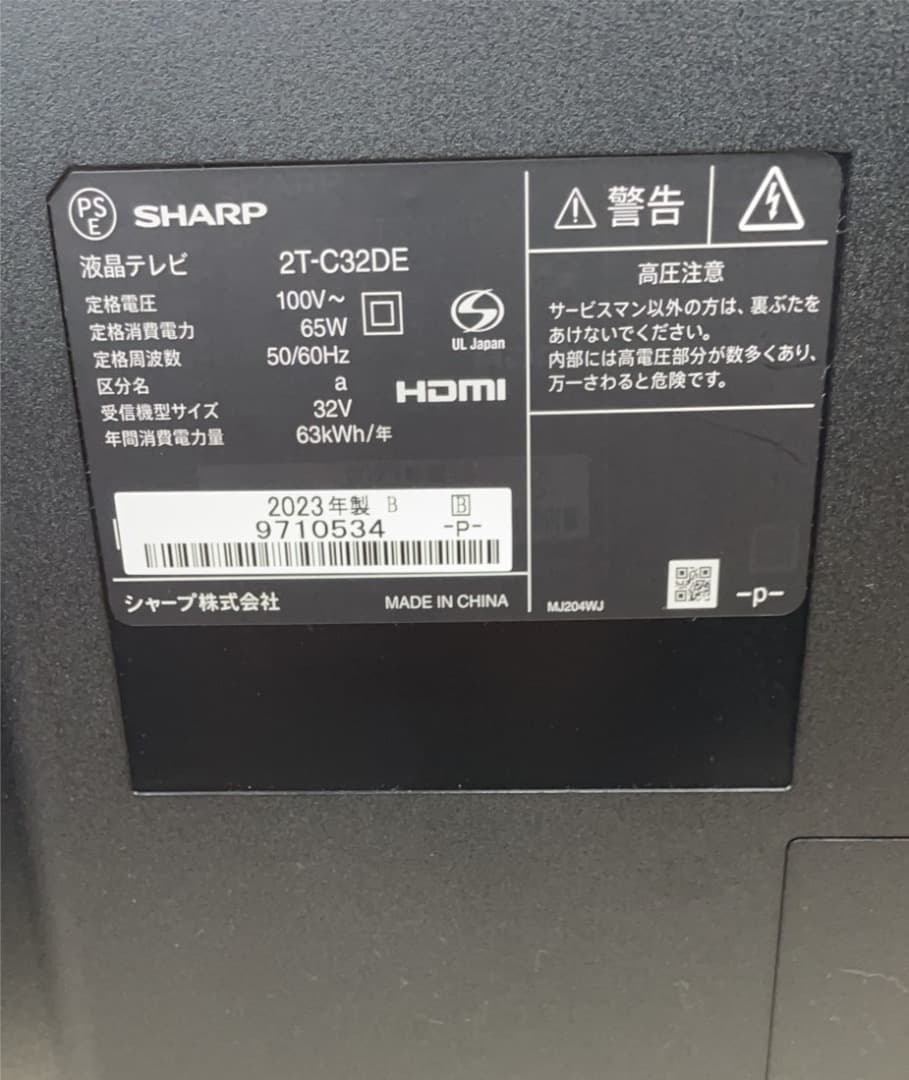 PS
E
SHARP
液晶テレビ 2T-C32DE
定格電圧 100V～
定格消費電力 65W
定格周波数 50/60Hz
区分名 a
受信機型サイズ 32V
年間消費電力量 63kWh/年
UL Japan
HDMI
2023年製 B B
9710534 -P-
シャープ株式会社 MADE IN CHINA
警告
高圧注意
サービスマン以外の方は、裏ぶたを
あけないでください。
内部には高電圧部分が数多くあり、
万一さわると危険です。
MJ204WJ -p-